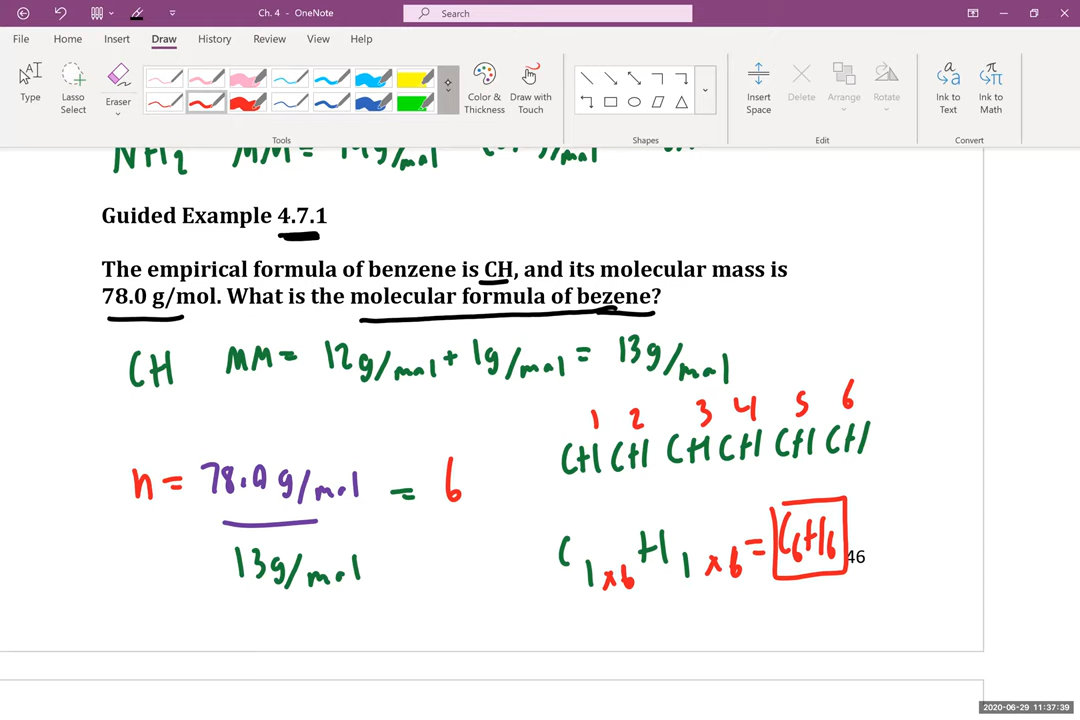 Ch. 4 - OneNote
Search
File Home Insert Draw History Review View Help
Type
Lasso Select
Eraser
Color & Thickness
Draw with Touch
Insert Space
Delete
Arrange
Rotate
Ink to Text
Ink to Math
Tools
Shapes
Edit
Convert
NH2 MM =
Guided Example 4.7.1
The empirical formula of benzene is CH, and its molecular mass is
78.0 g/mol. What is the molecular formula of bezene?
CH MM = 12g/mol + 1g/mol = 13g/mol
1 2 3 4 5 6
CH CH CH CH CH CH
n = 78.0 g/mol = 6
13g/mol
C1x6 H1x6 = C6H6
46
2020-06-29 11:37:39